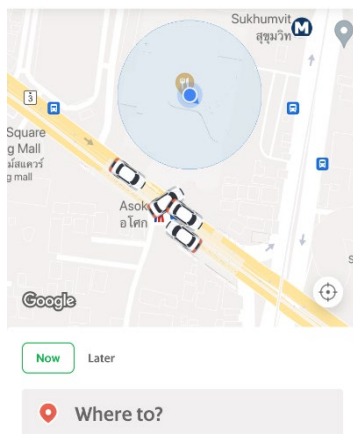 Sukhumvit
สุขุมวิท
M
3
Square
g Mall
มัสแควร์
g mall
Asok
อโศก
Google
Now
Later
Where to?